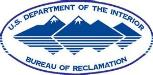 U.S. DEPARTMENT OF THE INTERIOR
BUREAU OF RECLAMATION